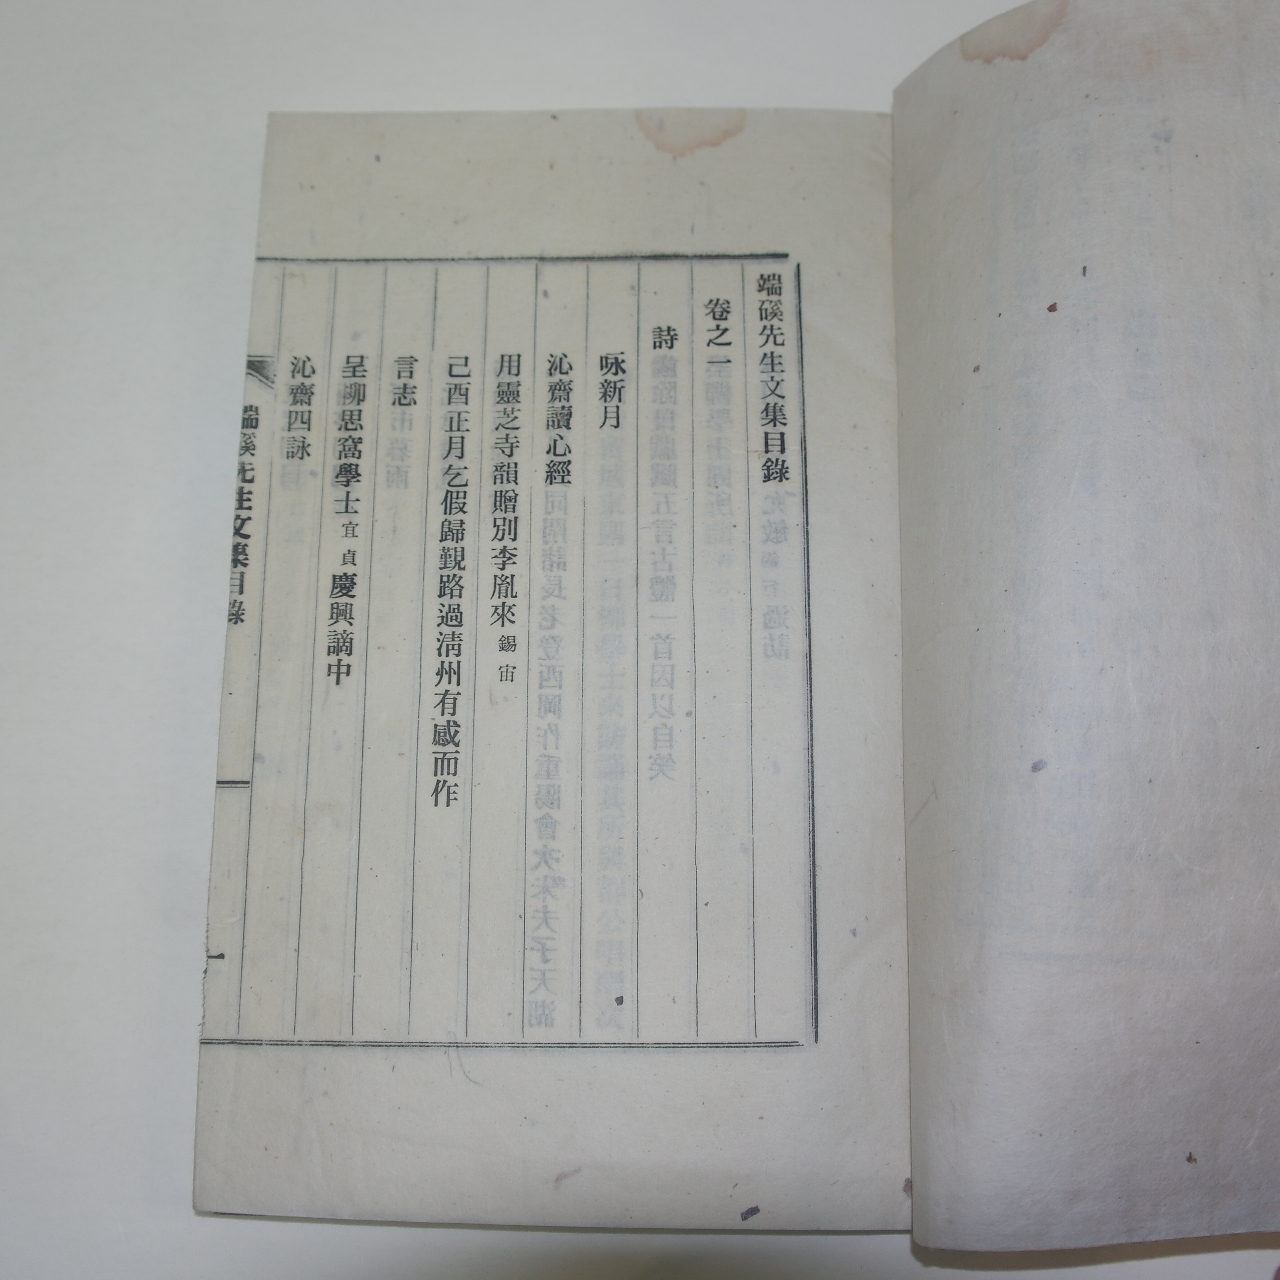 端磎先生文集目錄
卷之一
詩
咏新月
沁齋讀心經
用靈芝寺韻贈別李胤來錫宙
己酉正月乞假歸覲路過淸州有感而作
言志
呈柳思窩學士宜貞慶興謫中
沁齋四詠
端磎先生文集目錄
一